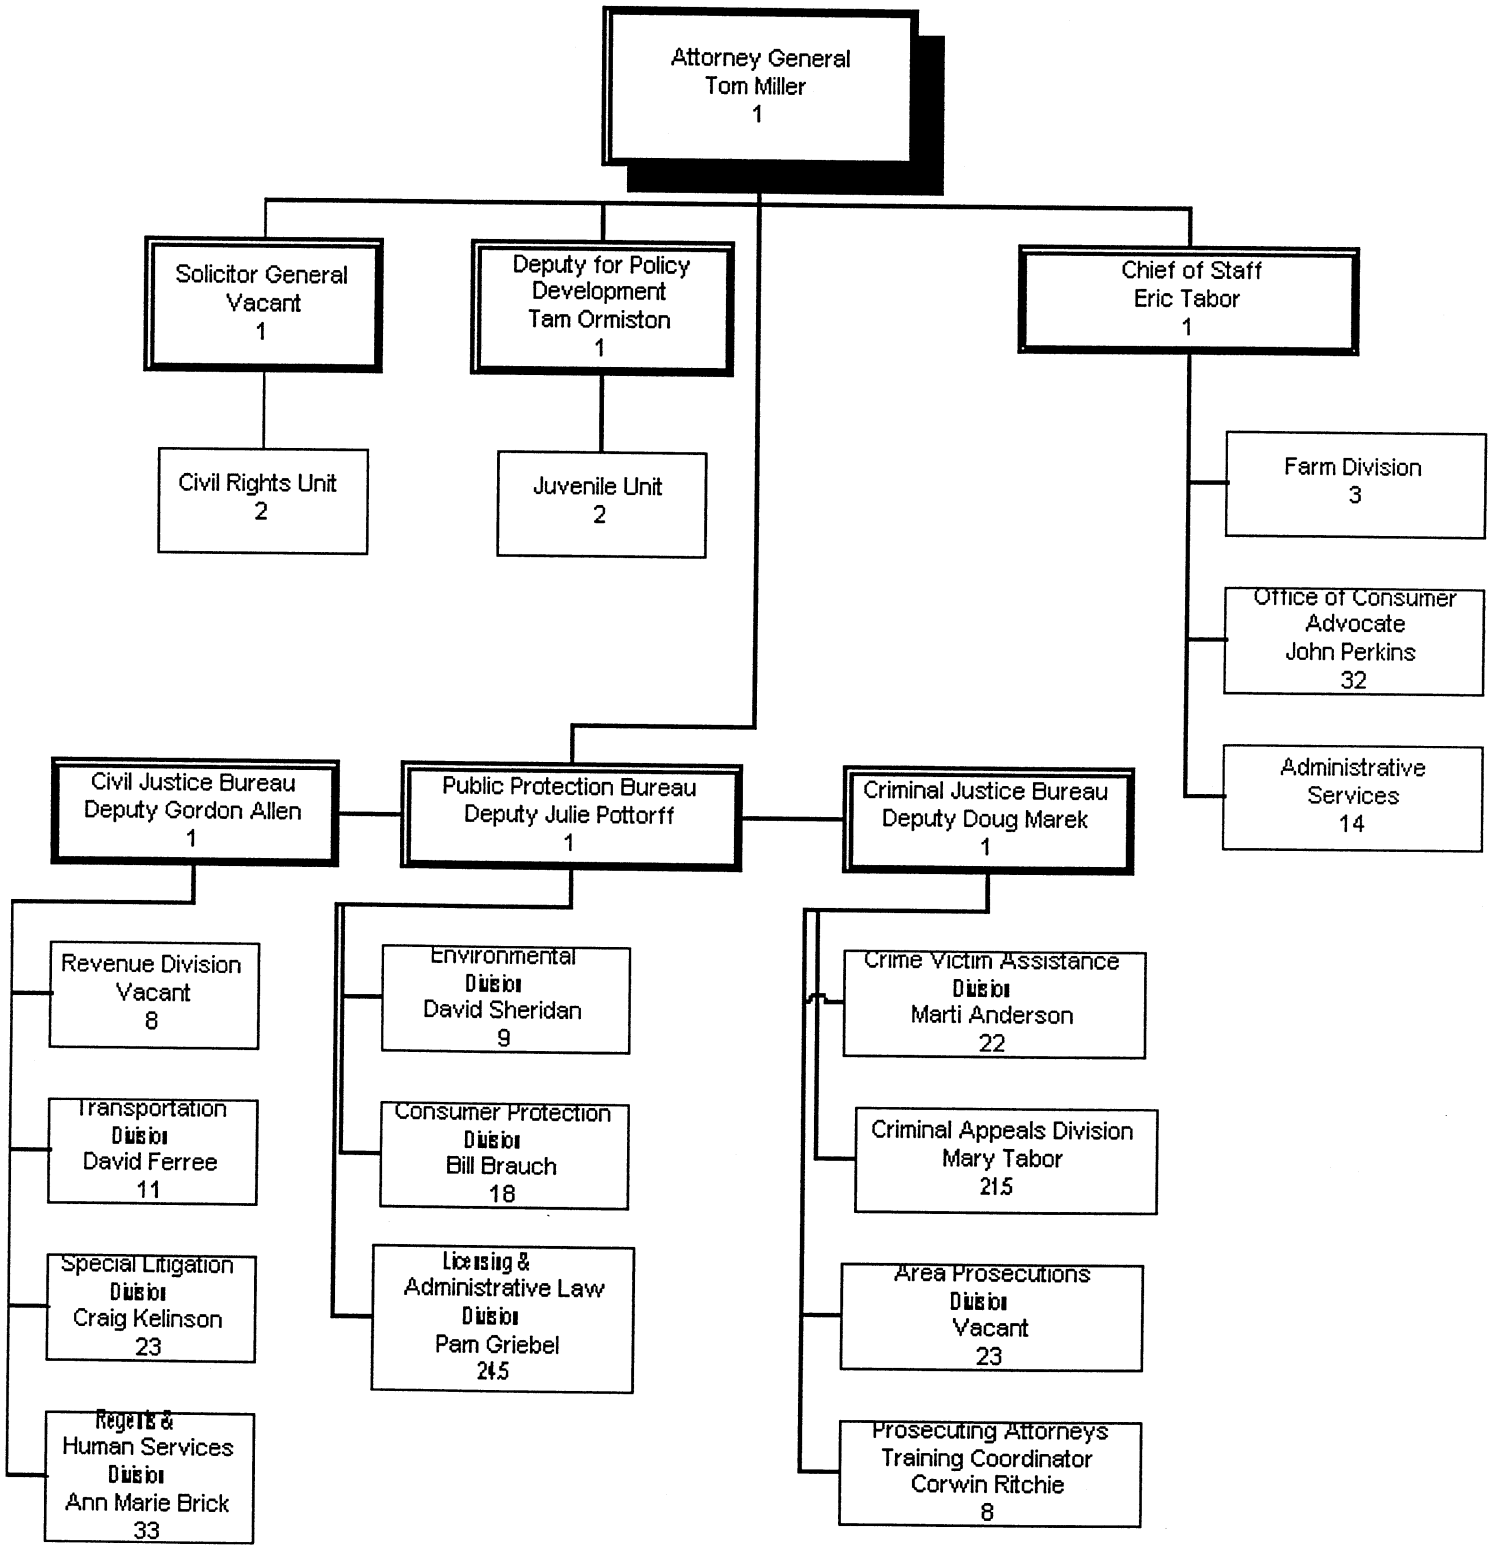 Attorney General
Tom Miller
1
Solicitor General
Vacant
1
Deputy for Policy
Development
Tam Ormiston
1
Chief of Staff
Eric Tabor
1
Civil Rights Unit
2
Juvenile Unit
2
Farm Division
3
Office of Consumer
Advocate
John Perkins
32
Administrative
Services
14
Civil Justice Bureau
Deputy Gordon Allen
1
Public Protection Bureau
Deputy Julie Pottorff
1
Criminal Justice Bureau
Deputy Doug Marek
1
Revenue Division
Vacant
8
Transportation
Division
David Ferree
11
Special Litigation
Division
Craig Kelinson
23
Regents &
Human Services
Division
Ann Marie Brick
33
Environmental
Division
David Sheridan
9
Consumer Protection
Division
Bill Brauch
18
Licensing &
Administrative Law
Division
Pam Griebel
24.5
Crime Victim Assistance
Division
Marti Anderson
22
Criminal Appeals Division
Mary Tabor
21.5
Area Prosecutions
Division
Vacant
23
Prosecuting Attorneys
Training Coordinator
Corwin Ritchie
8